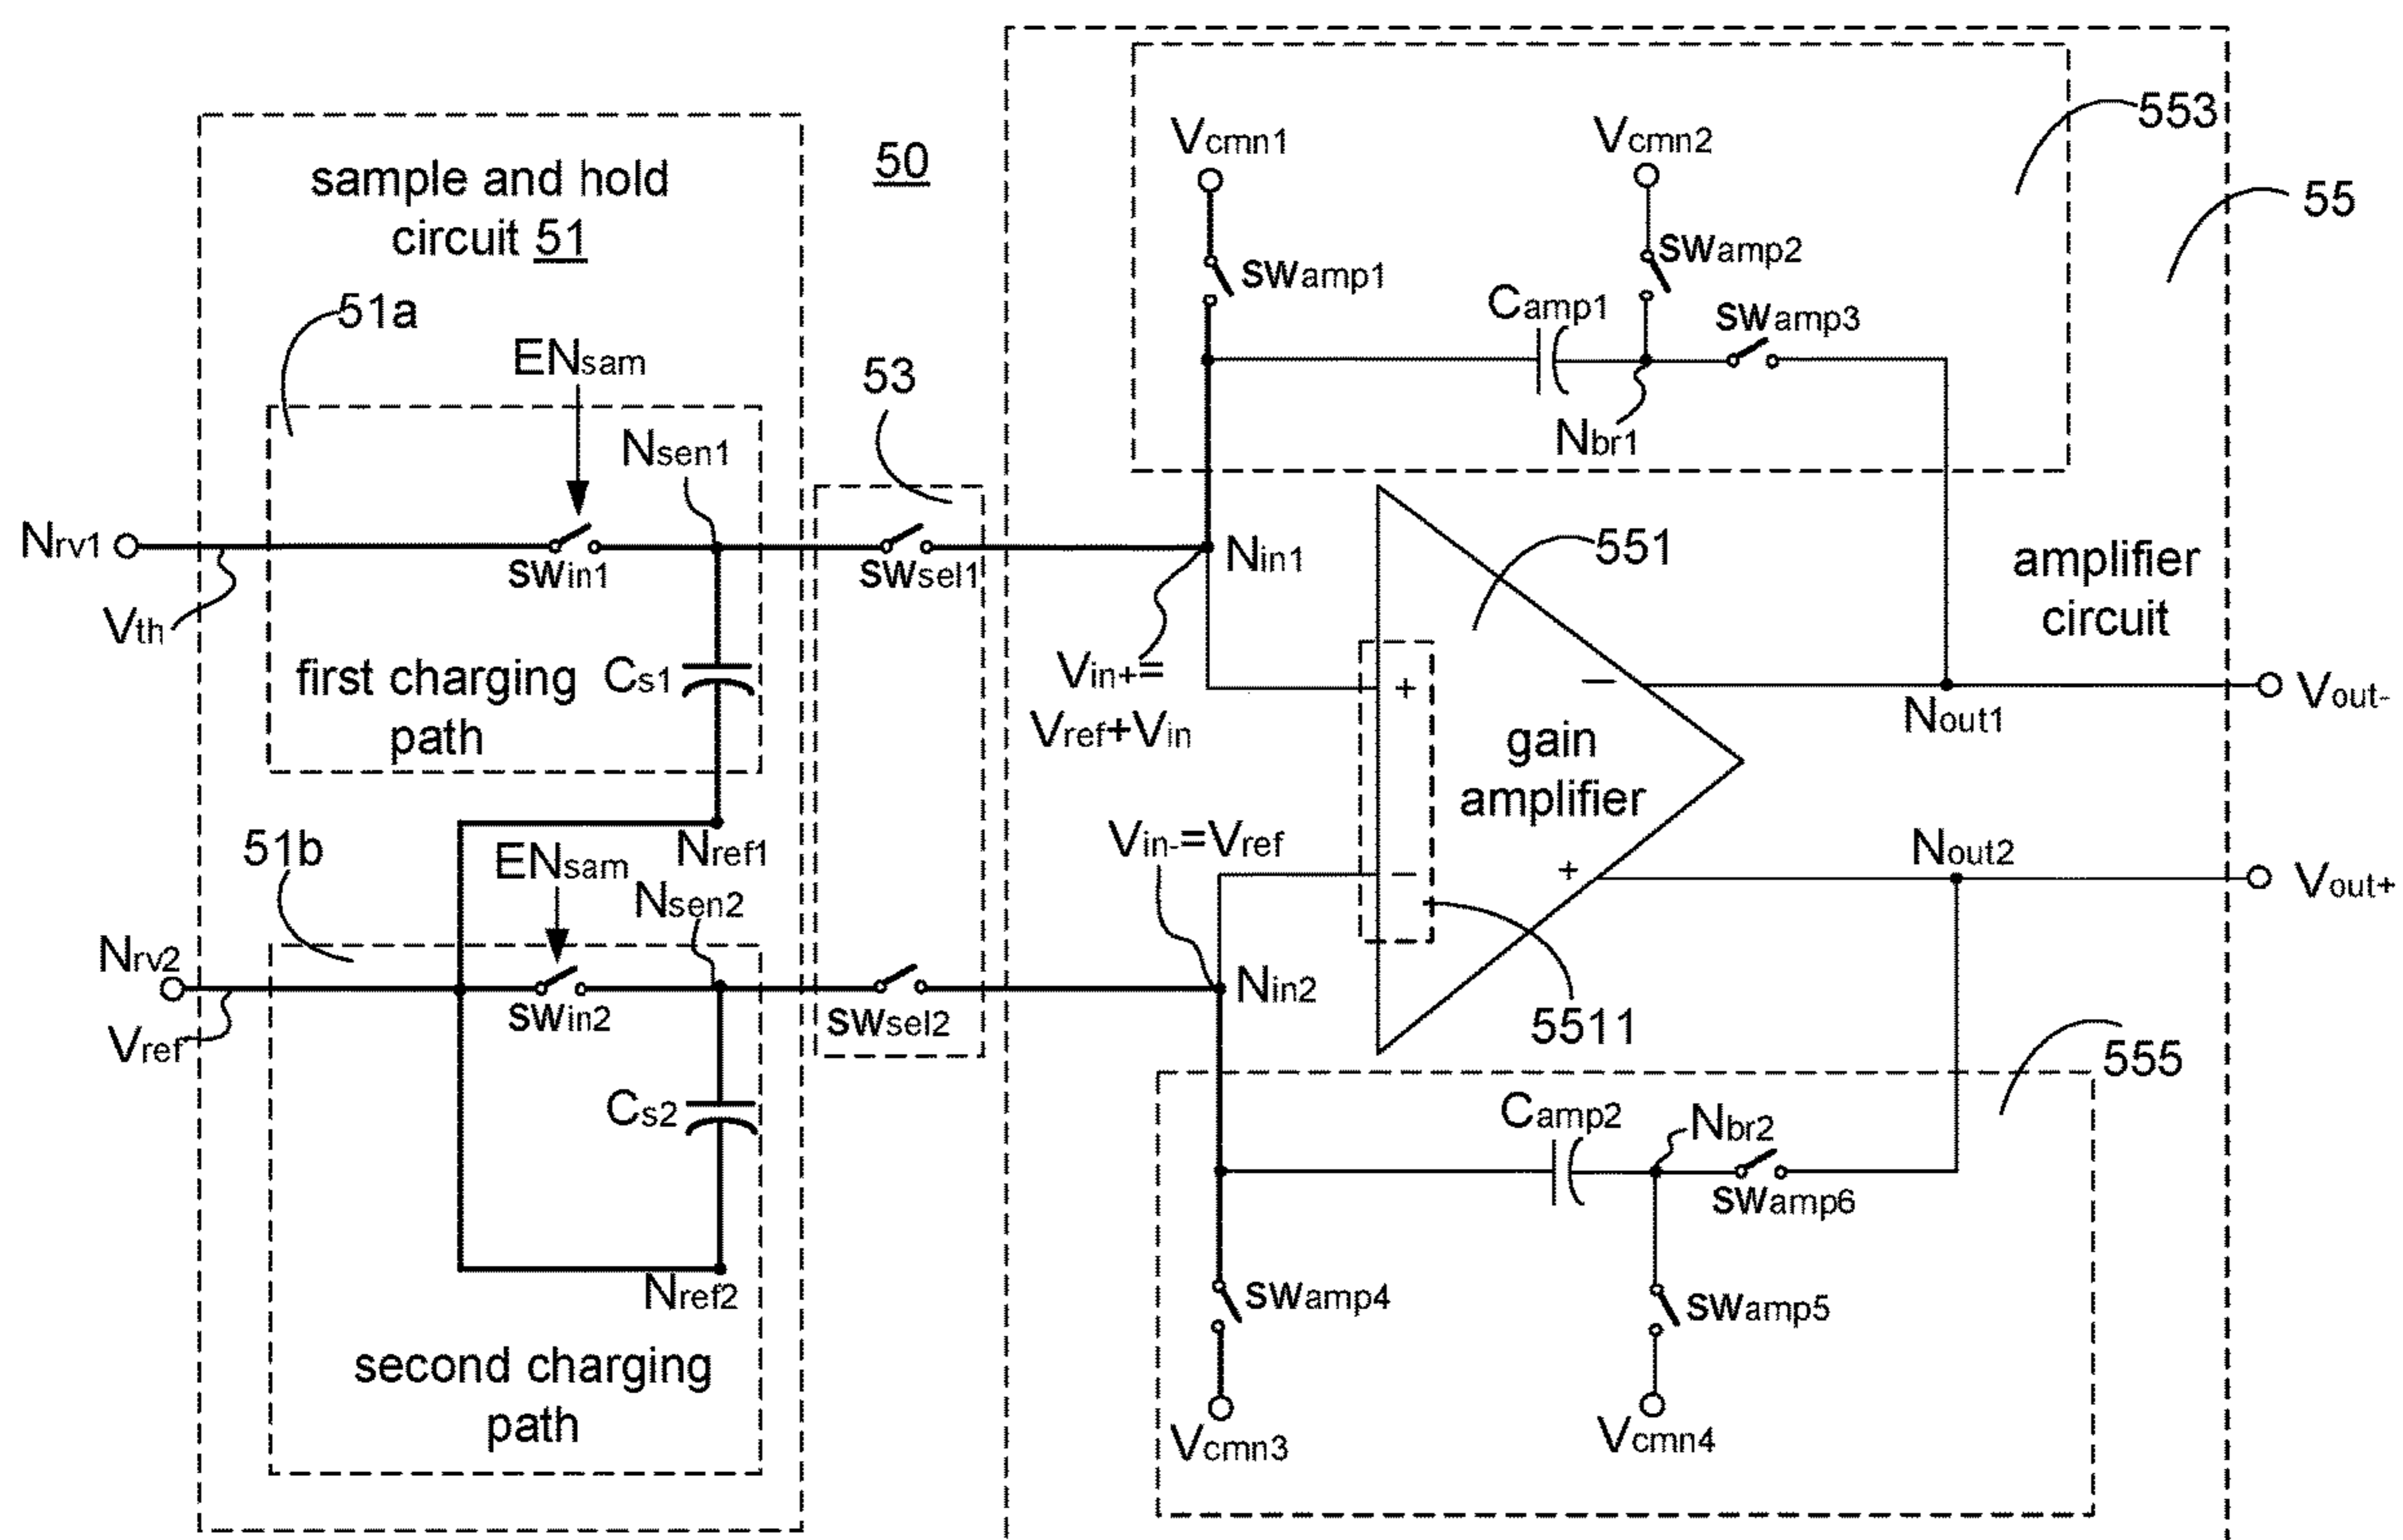 sample and hold
circuit 51
50
553
55
Vcmn1
Vcmn2
SWamp1
SWamp2
Camp1
SWamp3
Nbr1
51a
ENsam
Nsen1
53
Nrv1
SWin1
SWsel1
Nin1
Vth
first charging
path
Cs1
Vin+=
Vref+Vin
551
+
−
gain
amplifier
−
+
amplifier
circuit
Nout1
Vout-
Nref1
51b
ENsam
Nsen2
Vin-=Vref
Nout2
Vout+
Nrv2
SWin2
SWsel2
Nin2
Vref
5511
555
Cs2
Camp2
Nbr2
SWamp6
Nref2
SWamp4
SWamp5
second charging
path
Vcmn3
Vcmn4